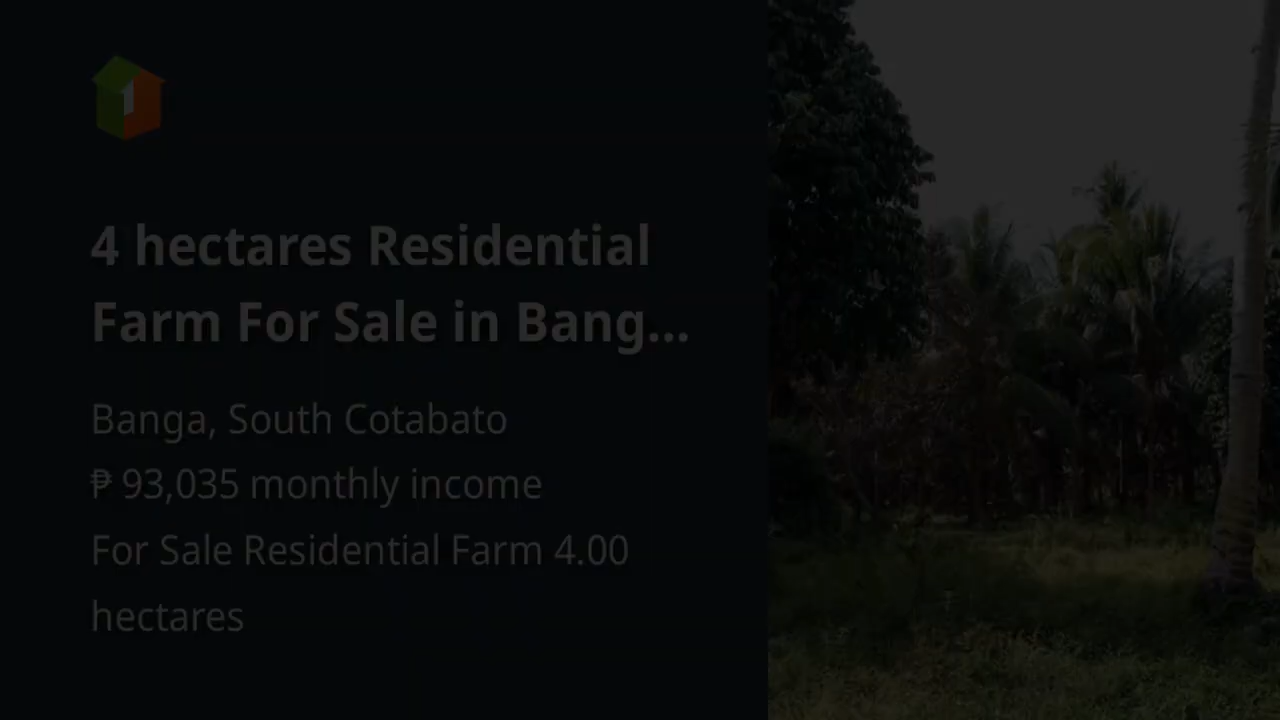 4 hectares Residential
Farm For Sale in Bang...
Banga, South Cotabato
₱ 93,035 monthly income
For Sale Residential Farm 4.00
hectares